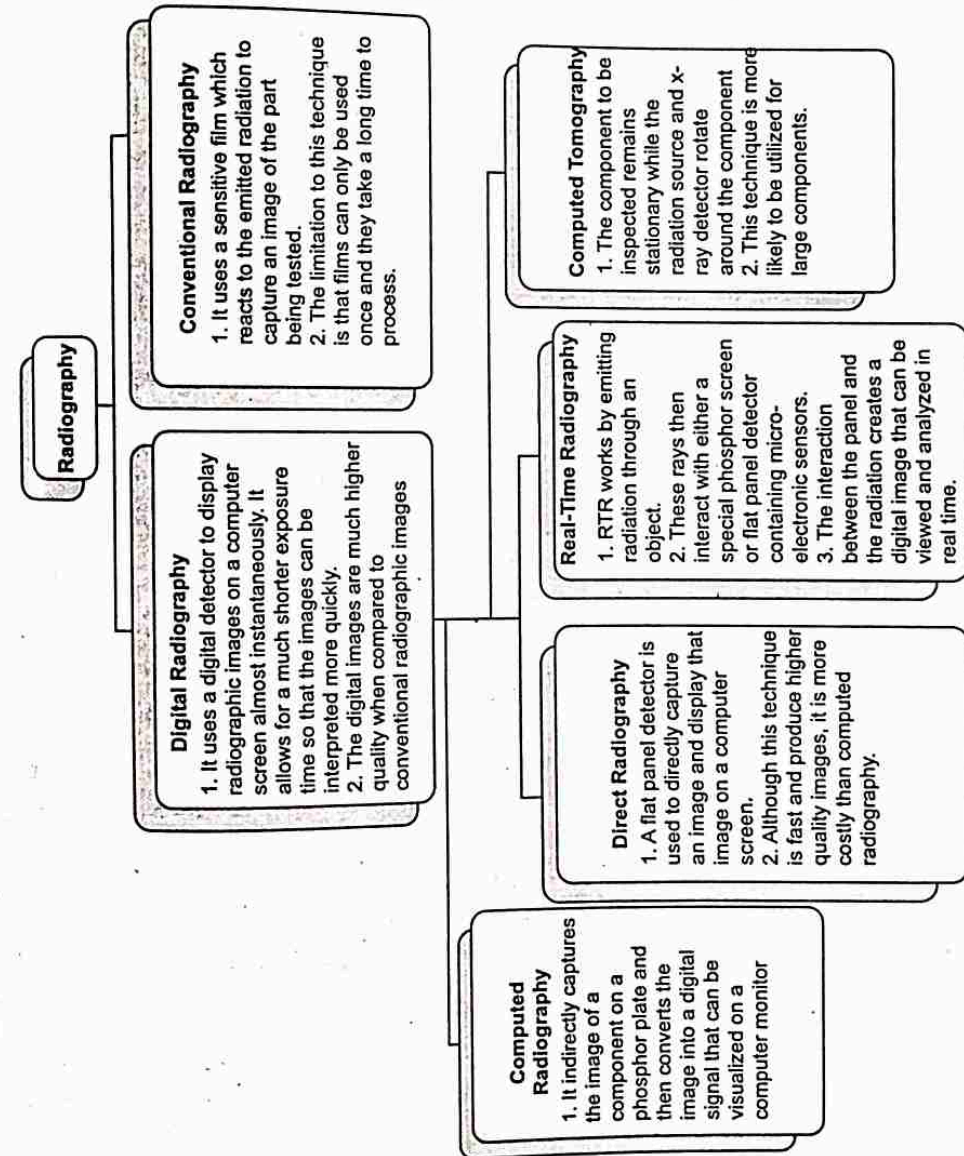 Radiography
Digital Radiography
1. It uses a digital detector to display
radiographic images on a computer
screen almost instantaneously. It
allows for a much shorter exposure
time so that the images can be
interpreted more quickly.
2. The digital images are much higher
quality when compared to
conventional radiographic images
Conventional Radiography
1. It uses a sensitive film which
reacts to the emitted radiation to
capture an image of the part
being tested.
2. The limitation to this technique
is that films can only be used
once and they take a long time to
process.
Computed
Radiography
1. It indirectly captures
the image of a
component on a
phosphor plate and
then converts the
image into a digital
signal that can be
visualized on a
computer monitor
Direct Radiography
1. A flat panel detector is
used to directly capture
an image and display that
image on a computer
screen.
2. Although this technique
is fast and produce higher
quality images, it is more
costly than computed
radiography.
Real-Time Radiography
1. RTR works by emitting
radiation through an
object.
2. These rays then
interact with either a
special phosphor screen
or flat panel detector
containing micro-
electronic sensors.
3. The interaction
between the panel and
the radiation creates a
digital image that can be
viewed and analyzed in
real time.
Computed Tomography
1. The component to be
inspected remains
stationary while the
radiation source and x-
ray detector rotate
around the component
2. This technique is more
likely to be utilized for
large components.